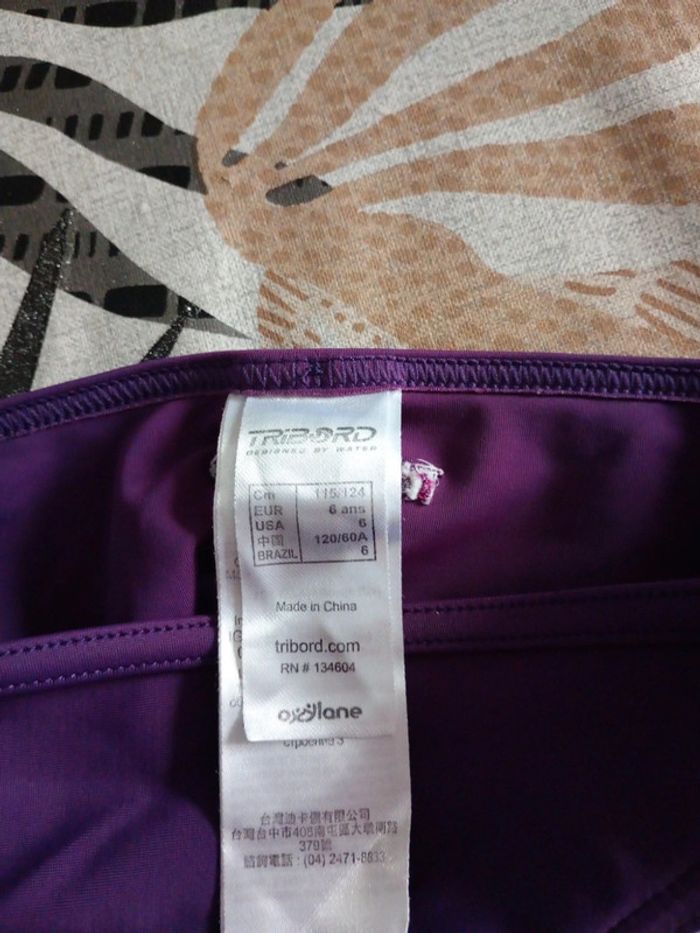 TRIBORD
DESIGNED BY WATER
Cm 115/124
EUR 6 ans
USA 6
中国 120/60A
BRAZIL 6
Made in China
tribord.com
RN # 134604
oxylane
台灣迪卡儂有限公司
台灣台中市408南屯區大墩南路
379號
諮詢電話 : (04) 2471-8833